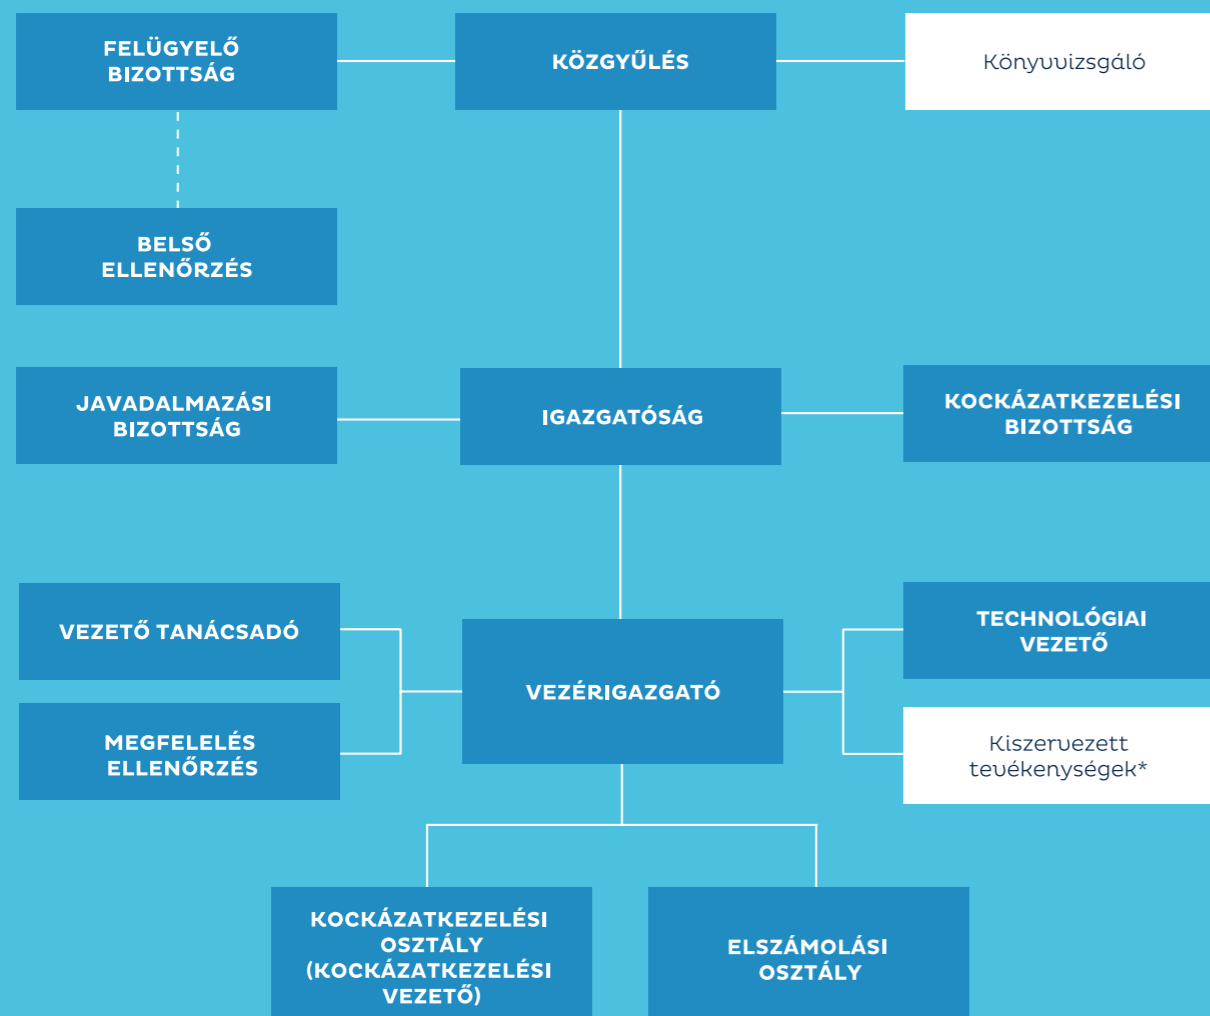 FELÜGYELŐ
BIZOTTSÁG
KÖZGYŰLÉS
Könyvvizsgáló
BELSŐ
ELLENŐRZÉS
JAVADALMAZÁSI
BIZOTTSÁG
IGAZGATÓSÁG
KOCKÁZATKEZELÉSI
BIZOTTSÁG
VEZETŐ TANÁCSADÓ
MEGFELELÉS
ELLENŐRZÉS
VEZÉRIGAZGATÓ
TECHNOLÓGIAI
VEZETŐ
Kiszervezett
tevékenységek*
KOCKÁZATKEZELÉSI
OSZTÁLY
(KOCKÁZATKEZELÉSI
VEZETŐ)
ELSZÁMOLÁSI
OSZTÁLY